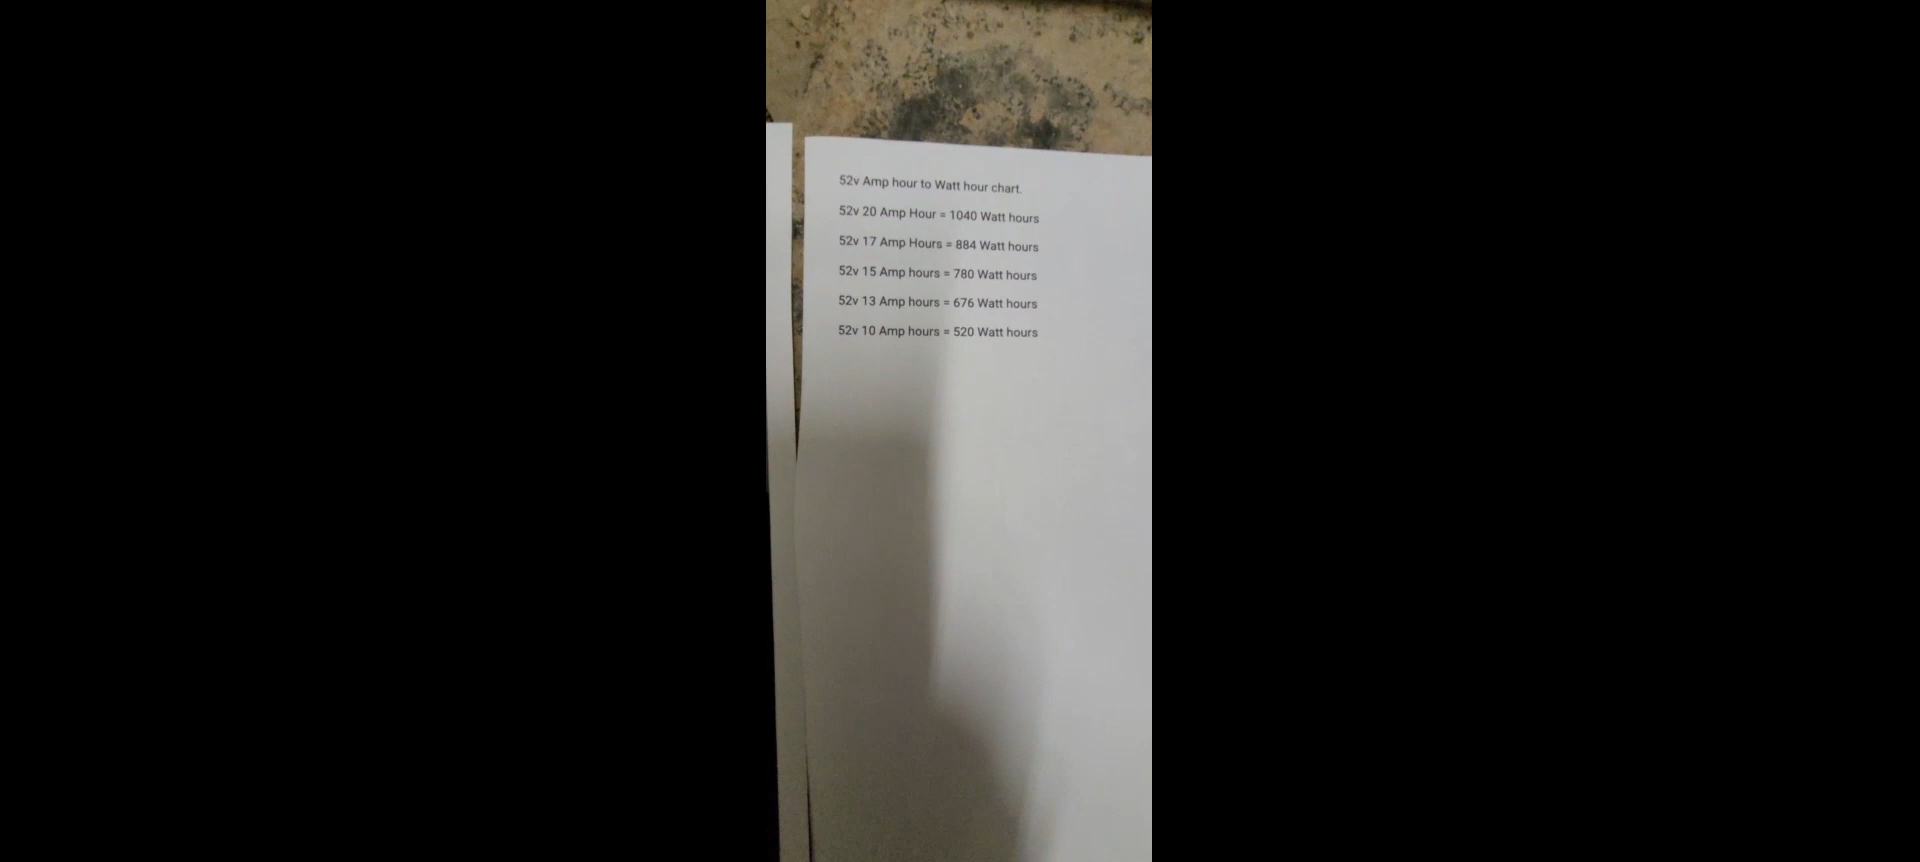 52v Amp hour to Watt hour chart.
52v 20 Amp Hour = 1040 Watt hours
52v 17 Amp Hours = 884 Watt hours
52v 15 Amp hours = 780 Watt hours
52v 13 Amp hours = 676 Watt hours
52v 10 Amp hours = 520 Watt hours